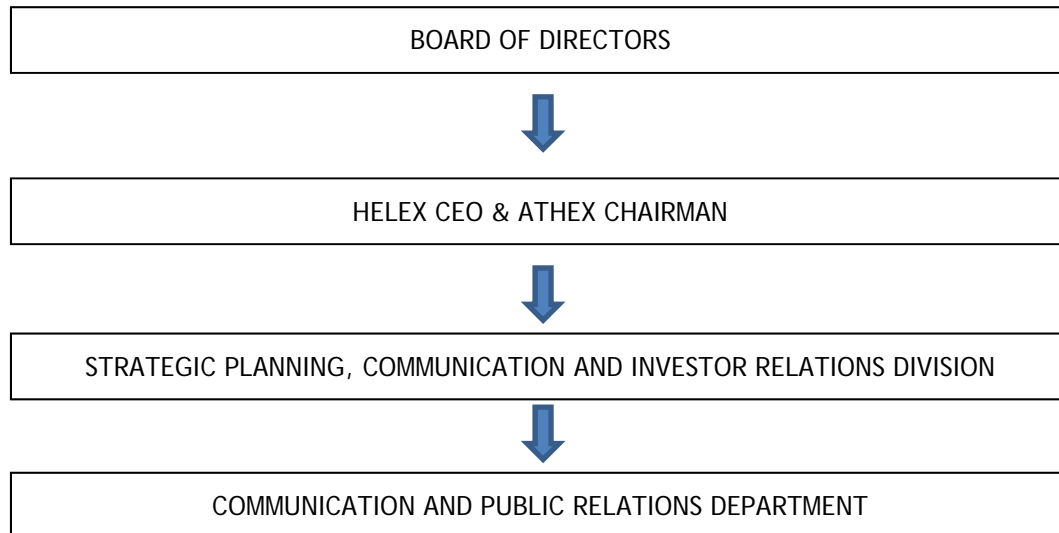 BOARD OF DIRECTORS
HELEX CEO & ATHEX CHAIRMAN
STRATEGIC PLANNING, COMMUNICATION AND INVESTOR RELATIONS DIVISION
COMMUNICATION AND PUBLIC RELATIONS DEPARTMENT